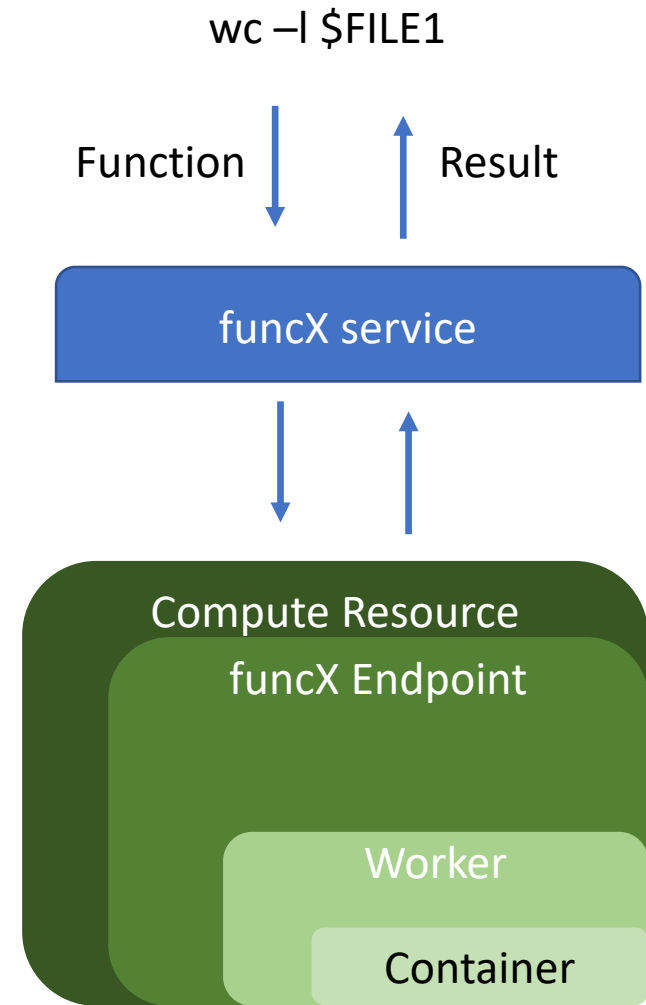 wc –l $FILE1
Function
Result
funcX service
Compute Resource
funcX Endpoint
Worker
Container